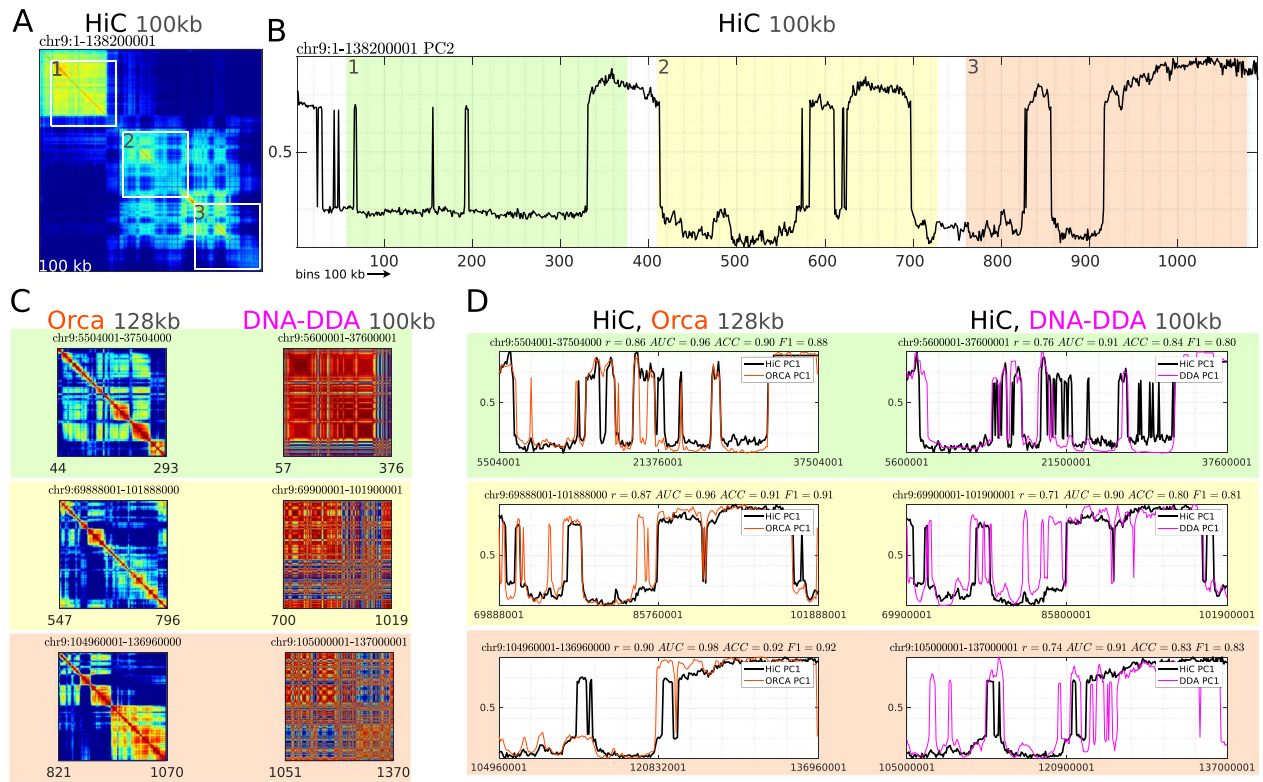 A
HiC 100kb
chr9:1-138200001
1
2
3
100 kb
B
HiC 100kb
chr9:1-138200001 PC2
1
2
3
0.5
100
200
300
400
500
600
700
800
900
1000
bins 100 kb
C
Orca 128kb
DNA-DDA 100kb
chr9:5504001-37504000
44
293
chr9:5600001-37600001
57
376
chr9:69888001-101888000
547
796
chr9:69900001-101900001
700
1019
chr9:104960001-136960000
821
1070
chr9:105000001-137000001
1051
1370
D
HiC, Orca 128kb
HiC, DNA-DDA 100kb
chr9:5504001-37504000 r = 0.86 AUC = 0.96 ACC = 0.90 F1 = 0.88
HiC PC1
ORCA PC1
0.5
5504001
21376001
37504001
chr9:5600001-37600001 r = 0.76 AUC = 0.91 ACC = 0.84 F1 = 0.80
HiC PC1
DDA PC1
0.5
5600001
21500001
37600001
chr9:69888001-101888000 r = 0.87 AUC = 0.96 ACC = 0.91 F1 = 0.91
HiC PC1
ORCA PC1
0.5
69888001
85760001
101888001
chr9:69900001-101900001 r = 0.71 AUC = 0.90 ACC = 0.80 F1 = 0.81
HiC PC1
DDA PC1
0.5
69900001
85800001
101900001
chr9:104960001-136960000 r = 0.90 AUC = 0.98 ACC = 0.92 F1 = 0.92
HiC PC1
ORCA PC1
0.5
104960001
120832001
136960001
chr9:105000001-137000001 r = 0.74 AUC = 0.91 ACC = 0.83 F1 = 0.83
HiC PC1
DDA PC1
0.5
105000001
120900001
137000001